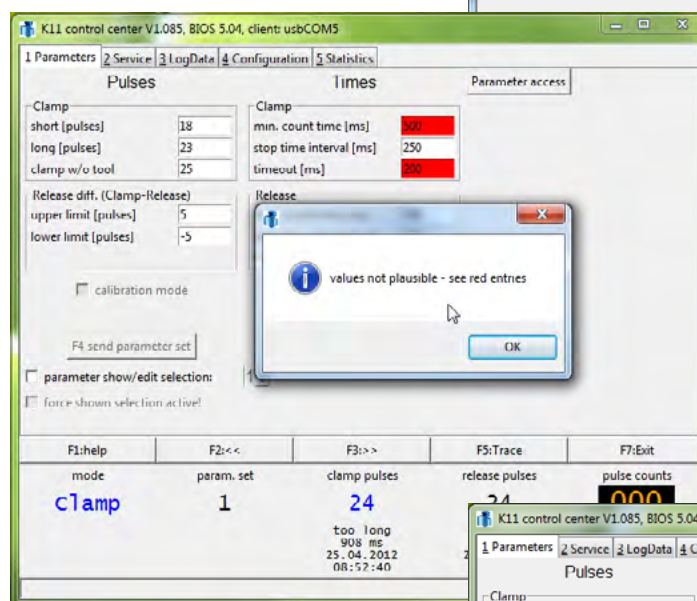 K11 control center V1.085, BIOS 5.04, client: usbCOM5
1 Parameters 2 Service 3 LogData 4 Configuration 5 Statistics
Pulses Times Parameter access
Clamp Clamp
short [pulses] 18 min. count time [ms] 500
long [pulses] 23 stop time interval [ms] 250
clamp w/o tool 25 timeout [ms] 200
Release diff. (Clamp-Release) Release
upper limit [pulses] 5
lower limit [pulses] -5
values not plausible - see red entries
calibration mode
OK
F4 send parameter set
parameter show/edit selection: 1
force shown selection active!
F1:help F2:<< F3:>> F5:Trace F7:Exit
mode param. set clamp pulses release pulses pulse counts
Clamp 1 24 24 000
too long
908 ms
25.04.2012
08:52:40
K11 control center V1.085, BIOS 5.04
1 Parameters 2 Service 3 LogData 4 C
Pulses
Clamp